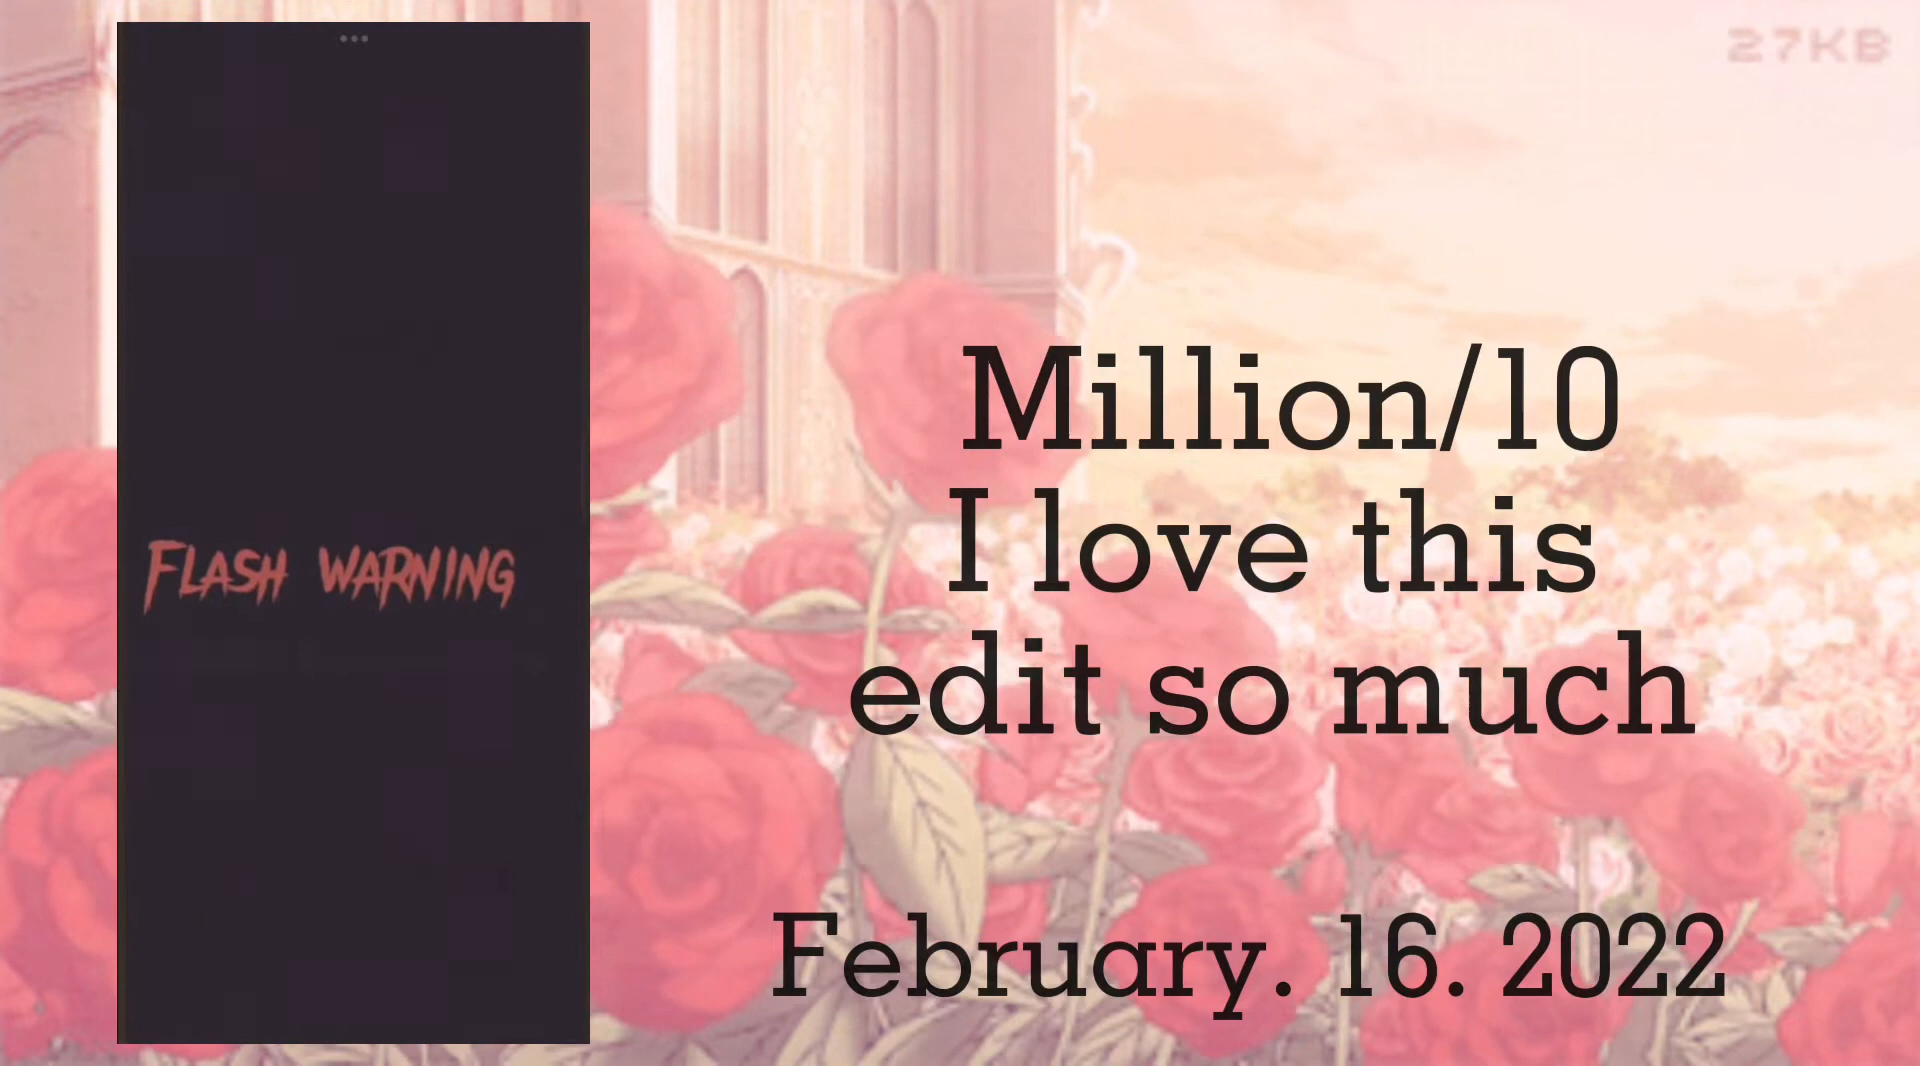 27KB
FLASH WARNING
Million/10
I love this
edit so much
February. 16. 2022